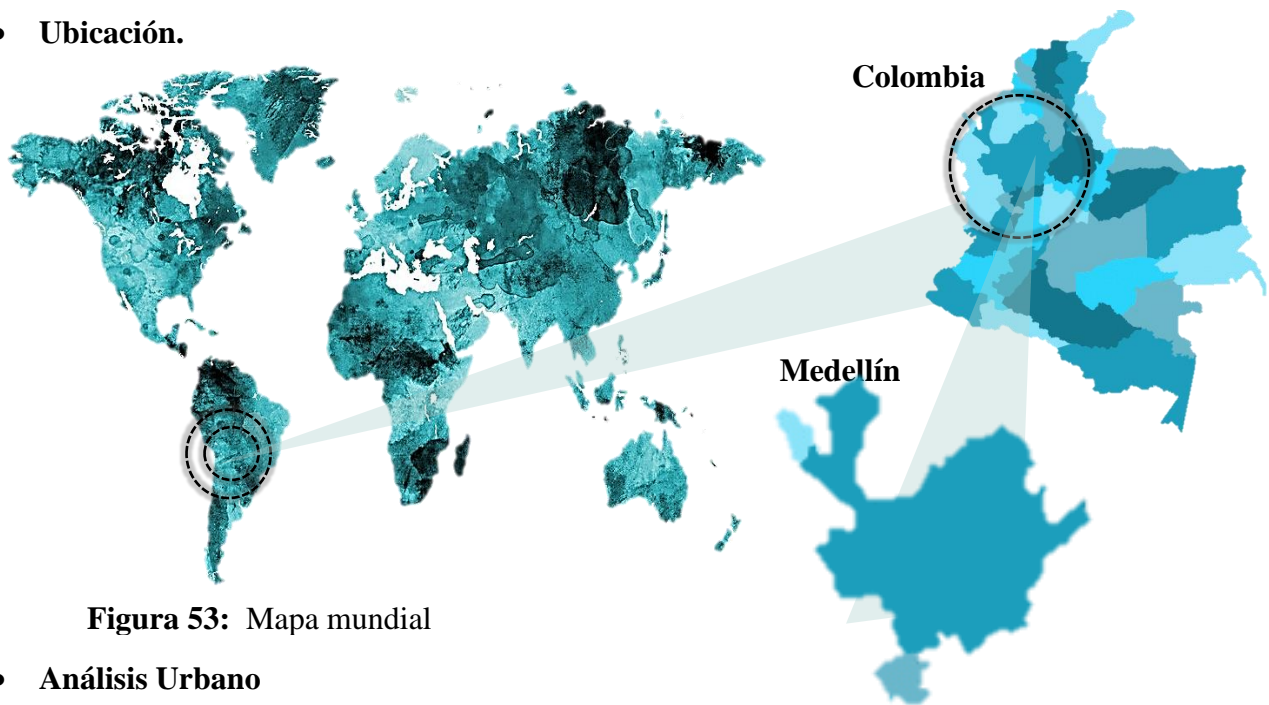 • Ubicación.
Colombia
Medellín
Figura 53: Mapa mundial
• Análisis Urbano